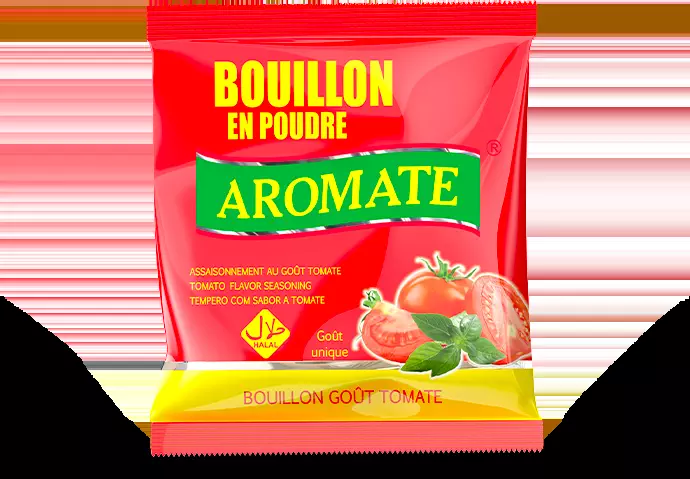 BOUILLON
EN POUDRE
AROMATE ®
ASSAISONNEMENT AU GOÛT TOMATE
TOMATO FLAVOR SEASONING
TEMPERO COM SABOR A TOMATE
حلال
HALAL
Goût
unique
BOUILLON GOÛT TOMATE